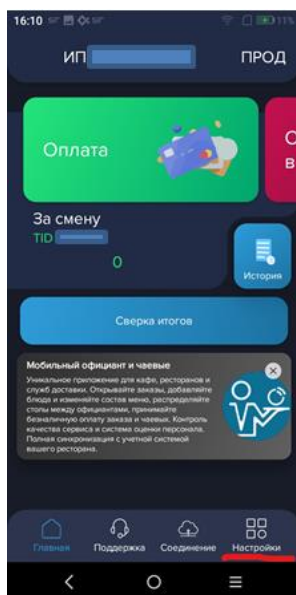 16:10
11%
ИП
ПРОД
Оплата
С
в
За смену
TID
0
История
Сверка итогов
Мобильный официант и чаевые
Уникальное приложение для кафе, ресторанов и
служб доставки. Открывайте заказы, добавляйте
блюда и изменяйте состав меню, распределяйте
столы между официантами, принимайте
безналичную оплату заказа и чаевых. Контроль
качества сервиса и система оценки персонала.
Полная синхронизация с учетной системой
вашего ресторана.
Главная
Поддержка
Соединение
Настройки